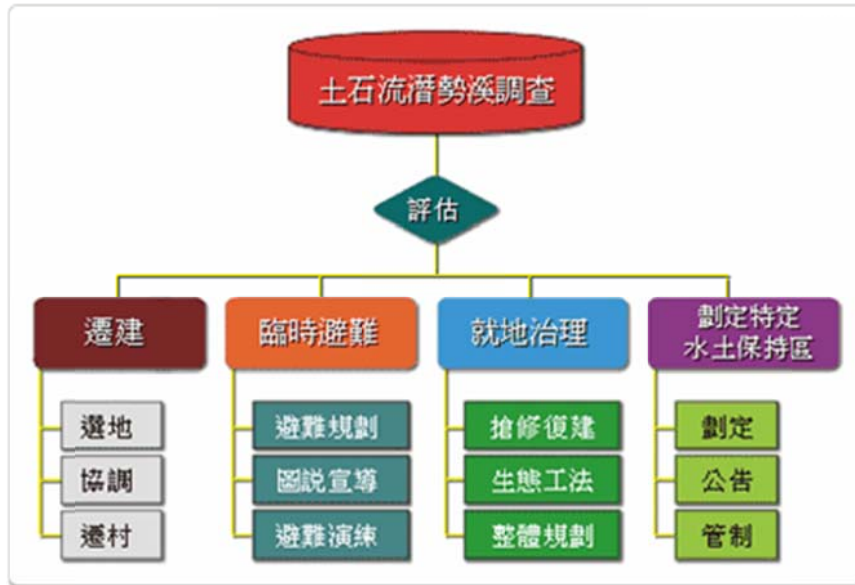 土石流潛勢溪調查
評估
遷建
臨時避難
就地治理
劃定特定
水土保持區
選地
協調
遷村
避難規劃
圖說宣導
避難演練
搶修復建
生態工法
整體規劃
劃定
公告
管制